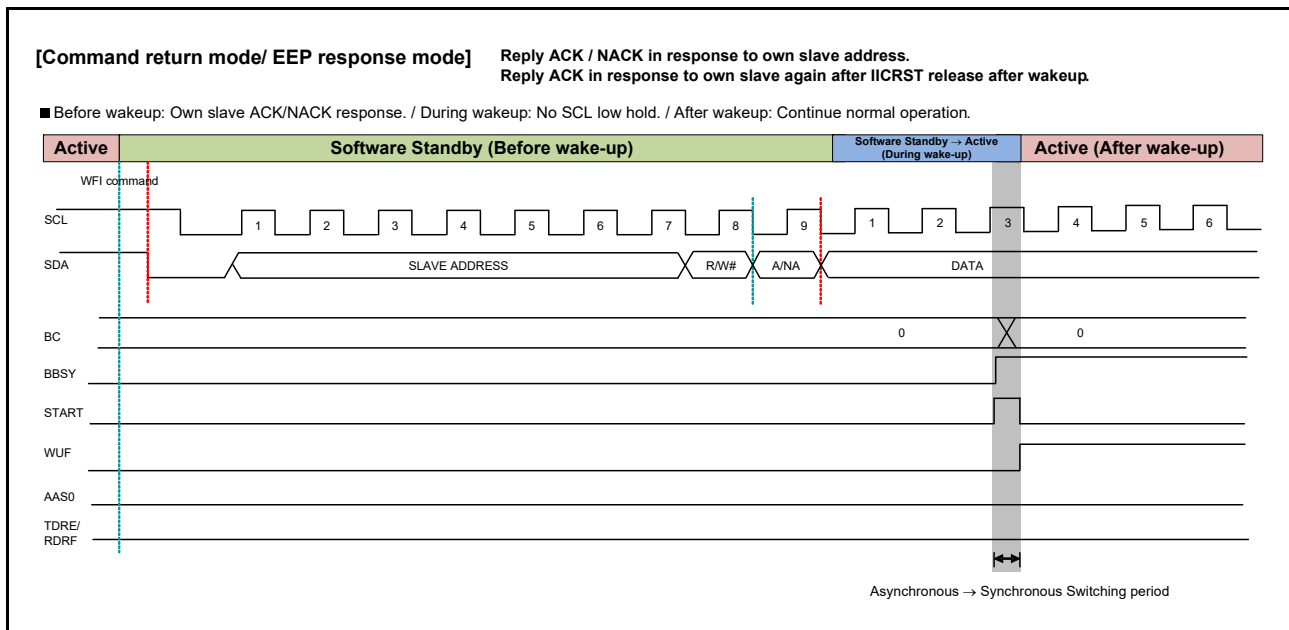 [Command return mode/ EEP response mode]
Reply ACK / NACK in response to own slave address.
Reply ACK in response to own slave again after IICRST release after wakeup.
■ Before wakeup: Own slave ACK/NACK response. / During wakeup: No SCL low hold. / After wakeup: Continue normal operation.
Active
Software Standby (Before wake-up)
Software Standby → Active
(During wake-up)
Active (After wake-up)
WFI command
SCL
1 2 3 4 5 6 7 8 9 1 2 3 4 5 6
SDA
SLAVE ADDRESS R/W# A/NA DATA
BC
0 0
BBSY
START
WUF
AAS0
TDRE/
RDRF
Asynchronous → Synchronous Switching period